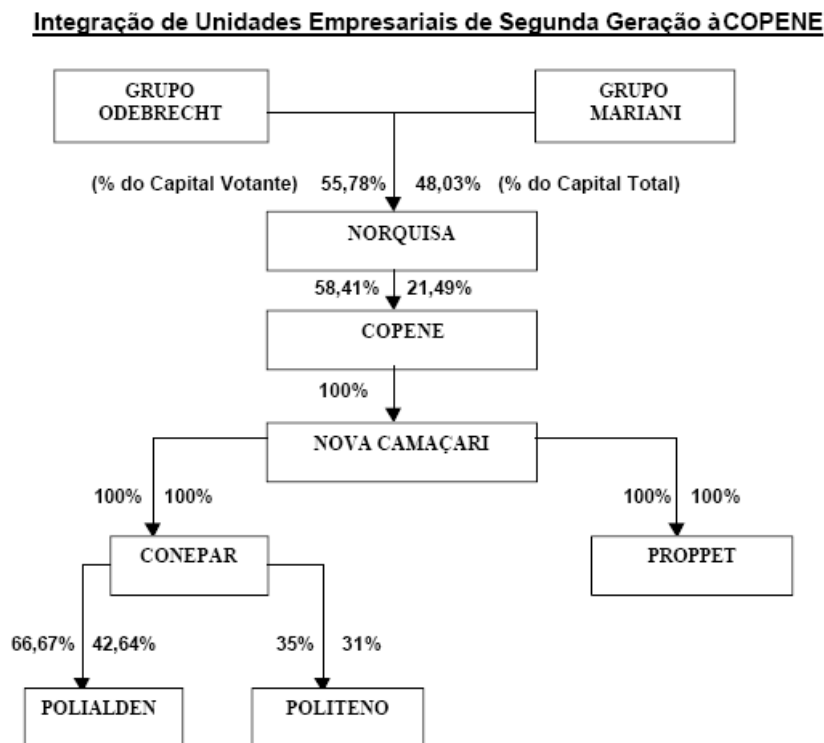 Integração de Unidades Empresariais de Segunda Geração àCOPENE
GRUPO
ODEBRECHT
GRUPO
MARIANI
(% do Capital Votante) 55,78% 48,03% (% do Capital Total)
NORQUISA
58,41% 21,49%
COPENE
100%
NOVA CAMAÇARI
100% 100%
100% 100%
CONEPAR
PROPPET
66,67% 42,64%
35% 31%
POLIALDEN
POLITENO